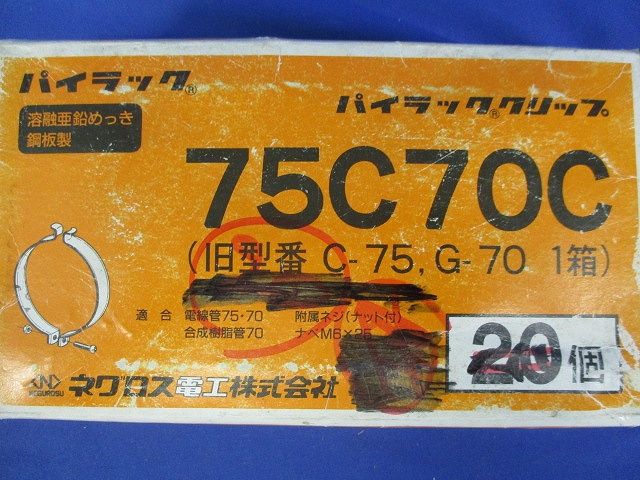 パイラック®
パイラック®クリップ
溶融亜鉛めっき
鋼板製
75C70C
(旧型番 C-75, G-70 1箱)
適合 電線管75・70 附属ネジ(ナット付)
合成樹脂管70 ナベM6×25
20個
NEGUROSU
ネグロス電工株式会社